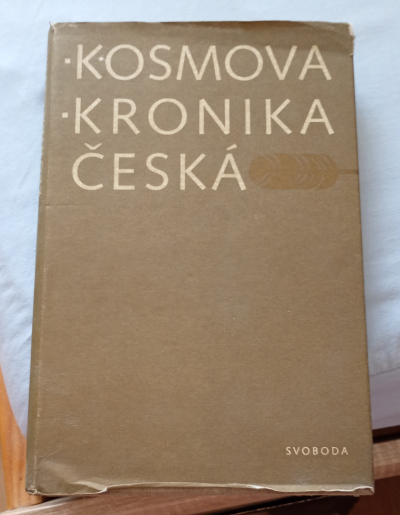 ·KOSMOVA
·KRONIKA
ČESKÁ
SVOBODA